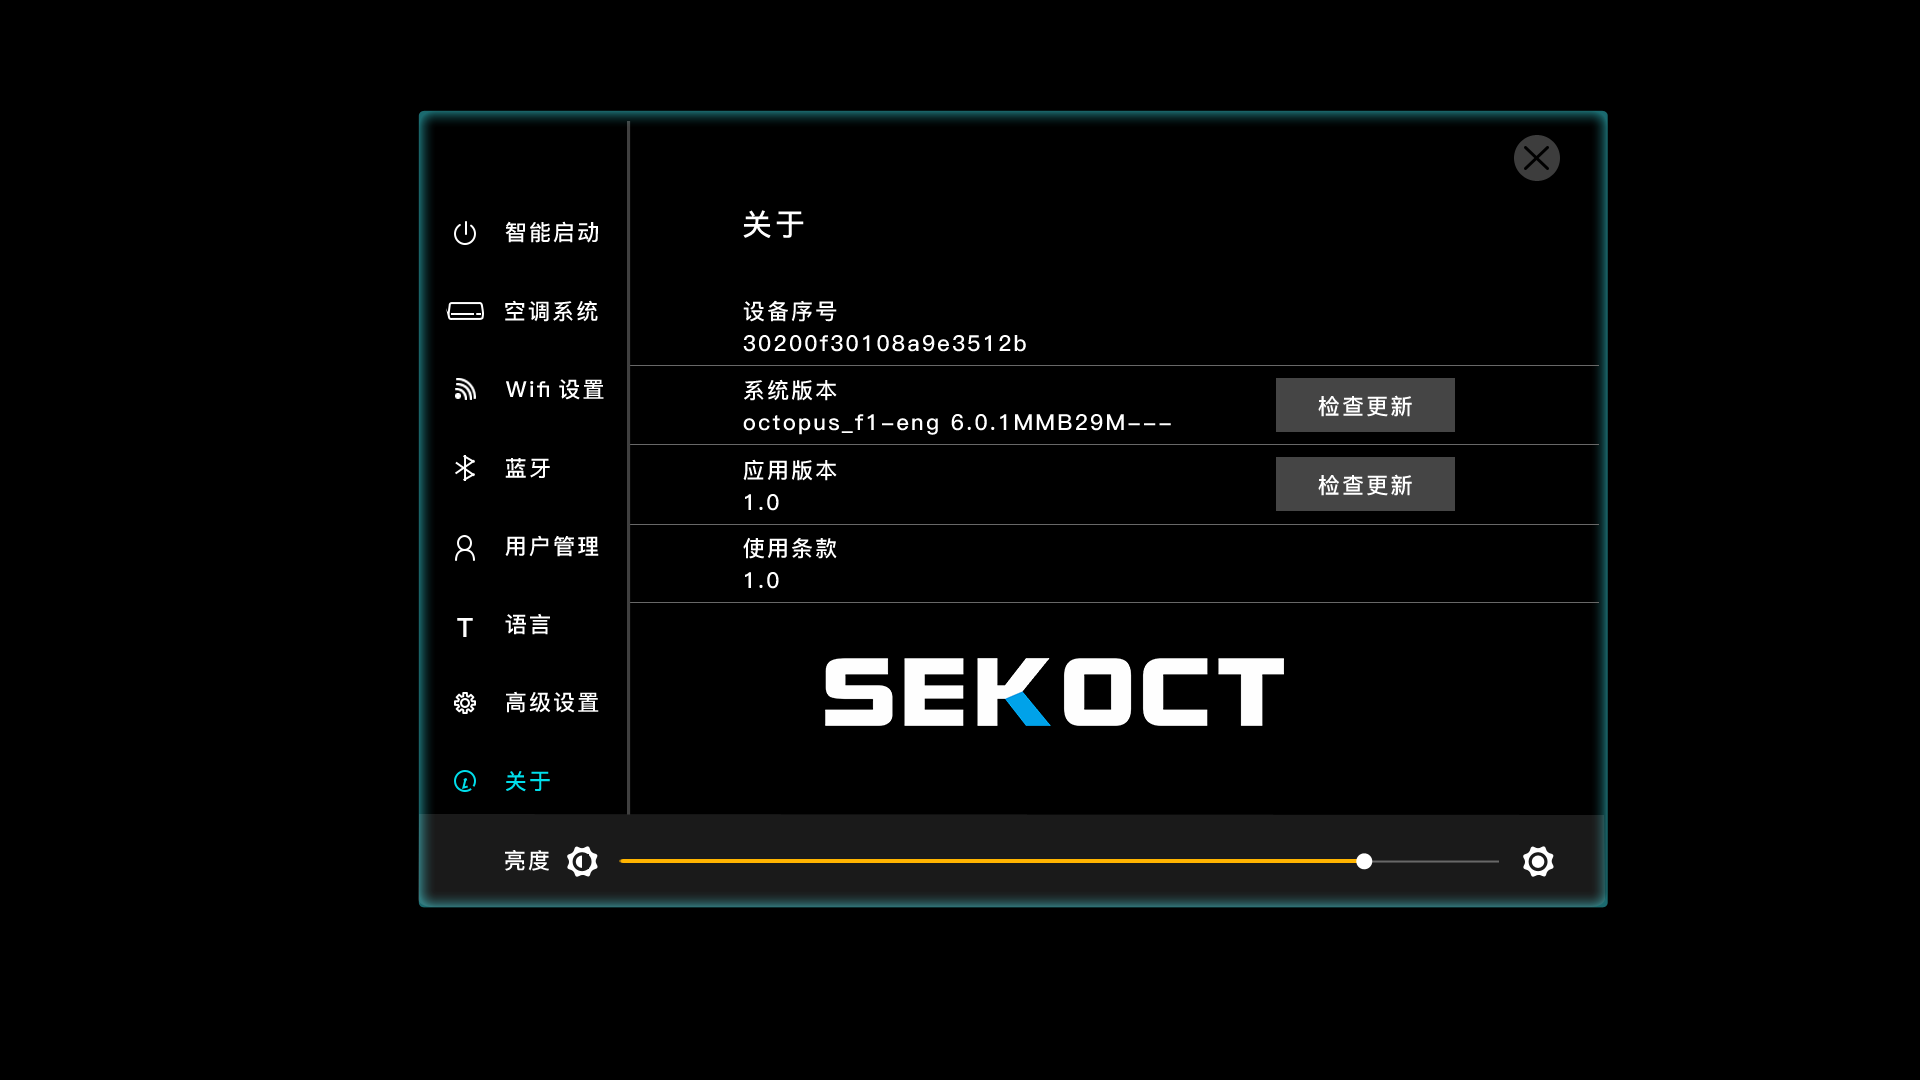 智能启动
空调系统
Wifi 设置
蓝牙
用户管理
语言
高级设置
关于
关于
设备序号
30200f30108a9e3512b
系统版本
octopus_f1-eng 6.0.1MMB29M---
检查更新
应用版本
1.0
检查更新
使用条款
1.0
SEKOCT
亮度